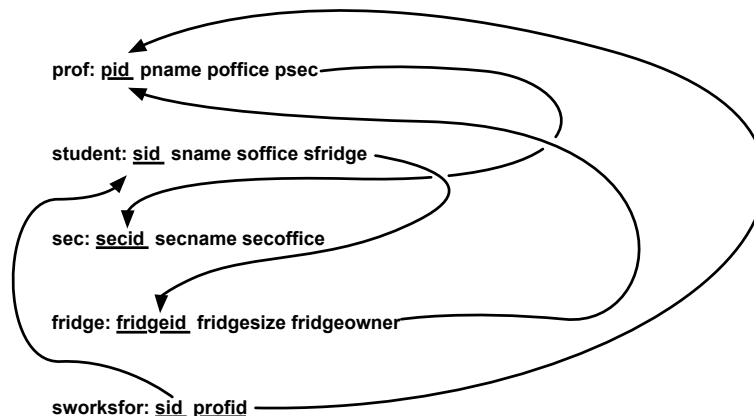 prof: pid pname poffice psec
student: sid sname soffice sfridge
sec: secid secname secoffice
fridge: fridgeid fridgesize fridgeowner
sworksfor: sid profid